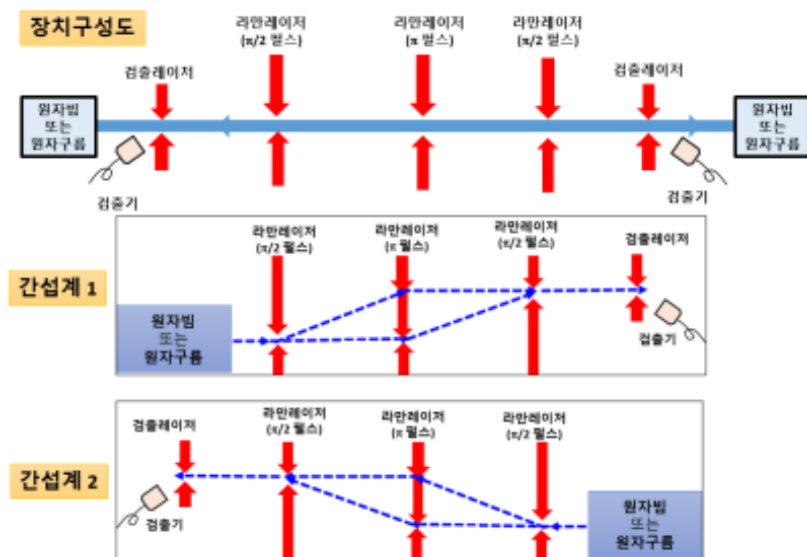 장치구성도
라만레이저
(π/2 펄스)
라만레이저
(π 펄스)
라만레이저
(π/2 펄스)
검출레이저
검출레이저
원자빔
또는
원자구름
원자빔
또는
원자구름
검출기
검출기
간섭계 1
라만레이저
(π/2 펄스)
라만레이저
(π 펄스)
라만레이저
(π/2 펄스)
검출레이저
원자빔
또는
원자구름
검출기
간섭계 2
검출레이저
라만레이저
(π/2 펄스)
라만레이저
(π 펄스)
라만레이저
(π/2 펄스)
검출기
원자빔
또는
원자구름